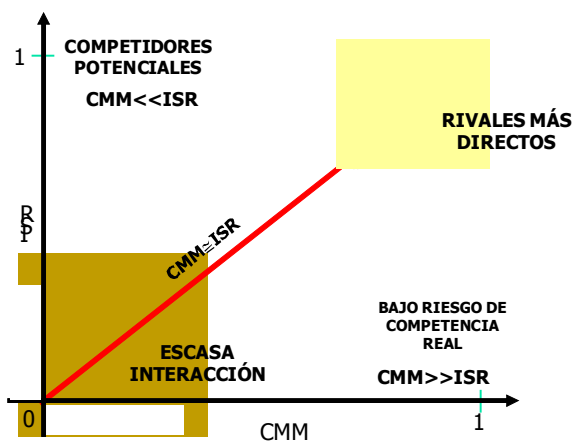 1
COMPETIDORES
POTENCIALES
CMM<<ISR
RIVALES MÁS
DIRECTOS
ISR
CMM≅ISR
BAJO RIESGO DE
COMPETENCIA
REAL
ESCASA
INTERACCIÓN
CMM>>ISR
0
1
CMM